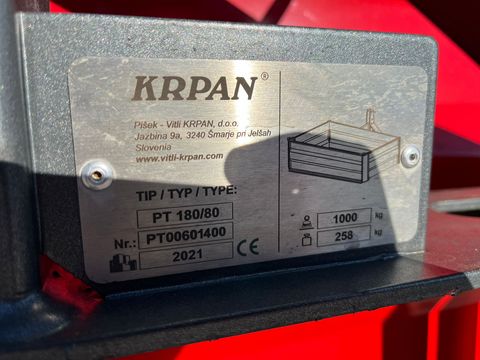 KRPAN®
Pišek - Vitli KRPAN, d.o.o.
Jazbina 9a, 3240 Šmarje pri Jelšah
Slovenia
www.vitli-krpan.com
TIP / TYP / TYPE:
PT 180/80
Nr.: PT00601400
2021 CE
1000 kg
258 kg